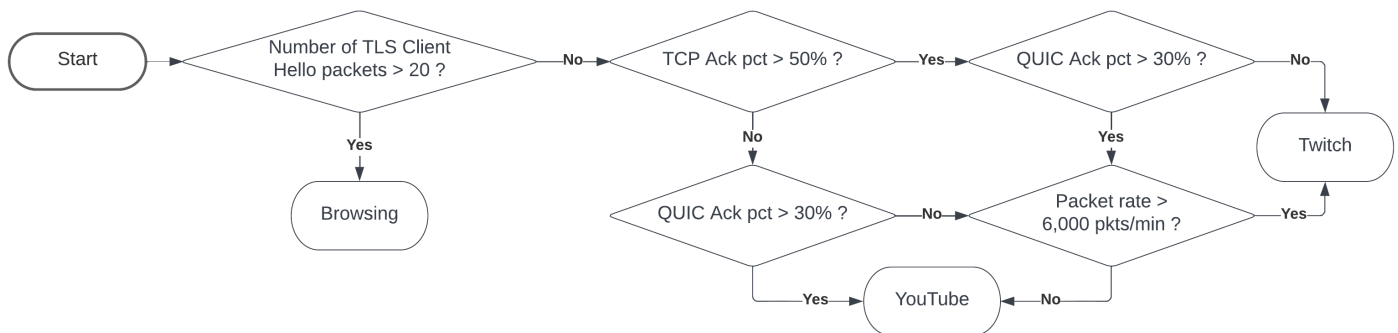 Start
Number of TLS Client
Hello packets > 20 ?
No
TCP Ack pct > 50% ?
Yes
QUIC Ack pct > 30% ?
No
Yes
No
Yes
Twitch
Browsing
QUIC Ack pct > 30% ?
No
Packet rate >
6,000 pkts/min ?
Yes
Yes
YouTube
No